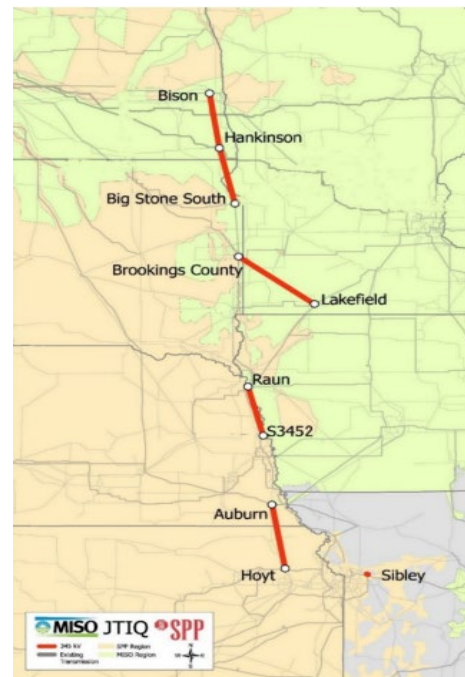 Bison
Hankinson
Big Stone South
Brookings County
Lakefield
Raun
S3452
Auburn
Hoyt
Sibley
MISO JTIQ SPP
345 kV
SPP Region
Existing
Transmission
MISO Region
N
S